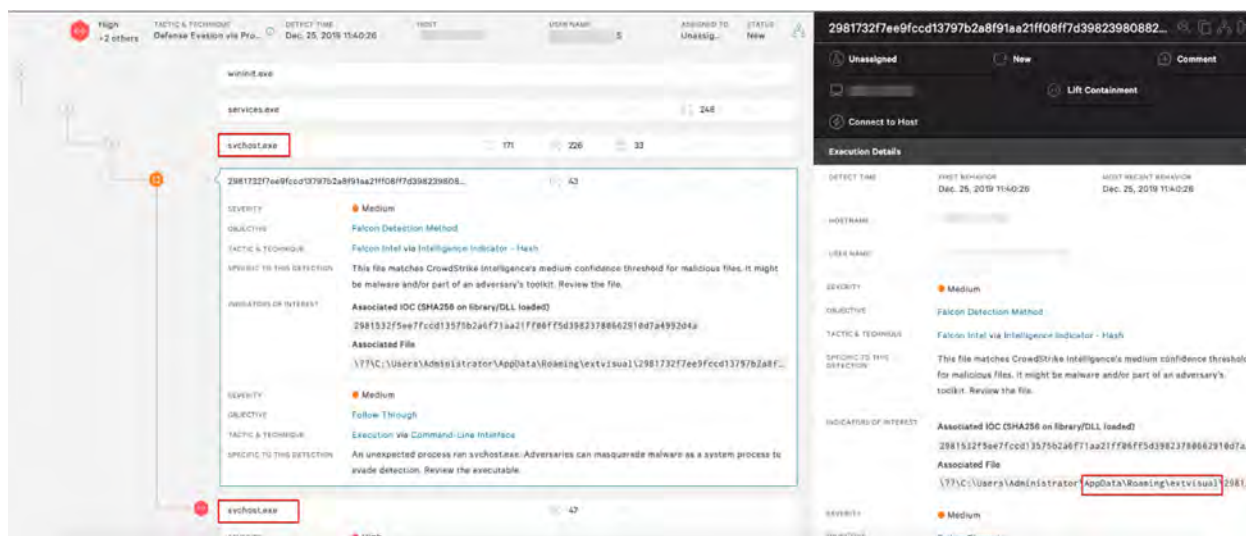 High
+2 others
TACTIC & TECHNIQUE
Defense Evasion via Pro...
DETECT TIME
Dec. 25, 2019 11:40:26
HOST
USER NAME
S
ASSIGNED TO
Unassig...
STATUS
New
wininit.exe
services.exe
248
svchost.exe
171
226
33
2981732f7ee9fccd13797b2a8f91aa21ff08ff7d398239808...
43
SEVERITY
Medium
OBJECTIVE
Falcon Detection Method
TACTIC & TECHNIQUE
Falcon Intel via Intelligence Indicator - Hash
SPECIFIC TO THIS DETECTION
This file matches CrowdStrike Intelligence's medium confidence threshold for malicious files. It might
be malware and/or part of an adversary's toolkit. Review the file.
INDICATORS OF INTEREST
Associated IOC (SHA256 on library/DLL loaded)
2981532f5ee7fccd13575b2a6f71aa21ff06ff5d39823780662910d7a4992d4a
Associated File
\??\C:\Users\Administrator\AppData\Roaming\extvisual\2981732f7ee9fccd13797b2a8f...
SEVERITY
Medium
OBJECTIVE
Follow Through
TACTIC & TECHNIQUE
Execution via Command-Line Interface
SPECIFIC TO THIS DETECTION
An unexpected process ran svchost.exe. Adversaries can masquerade malware as a system process to
evade detection. Review the executable.
svchost.exe
47
SEVERITY
High
2981732f7ee9fccd13797b2a8f91aa21ff08ff7d39823980882...
Unassigned
New
Comment
Lift Containment
Connect to Host
Execution Details
DETECT TIME
FIRST BEHAVIOR
Dec. 25, 2019 11:40:26
MOST RECENT BEHAVIOR
Dec. 25, 2019 11:40:26
HOSTNAME
USER NAME
SEVERITY
Medium
OBJECTIVE
Falcon Detection Method
TACTIC & TECHNIQUE
Falcon Intel via Intelligence Indicator - Hash
SPECIFIC TO THIS
DETECTION
This file matches CrowdStrike Intelligence's medium confidence threshold
for malicious files. It might be malware and/or part of an adversary's
toolkit. Review the file.
INDICATORS OF INTEREST
Associated IOC (SHA256 on library/DLL loaded)
2981532f5ee7fccd13575b2a6f71aa21ff06ff5d39823780662910d7a
Associated File
\??\C:\Users\Administrator\AppData\Roaming\extvisual\2981
SEVERITY
Medium